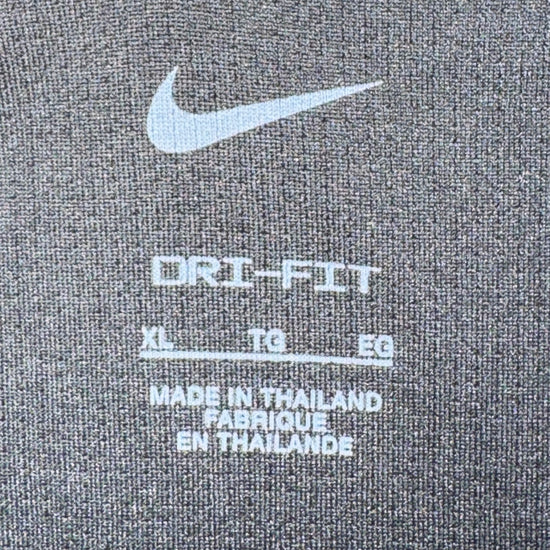 DRI-FIT
XL TG EG
MADE IN THAILAND
FABRIQUE
EN THAILANDE